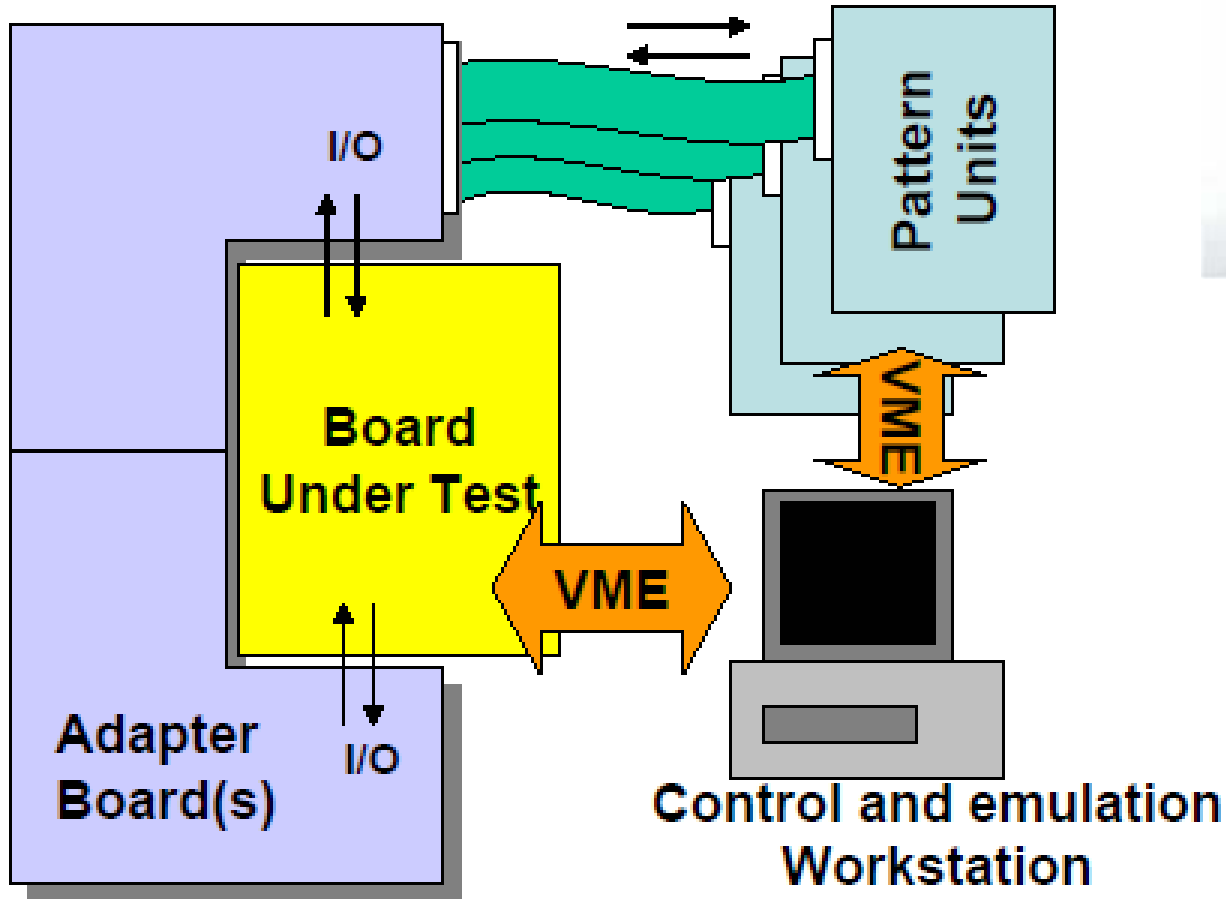 I/O
Pattern
Units
Board
Under Test
VME
VME
Adapter
Board(s)
I/O
Control and emulation
Workstation